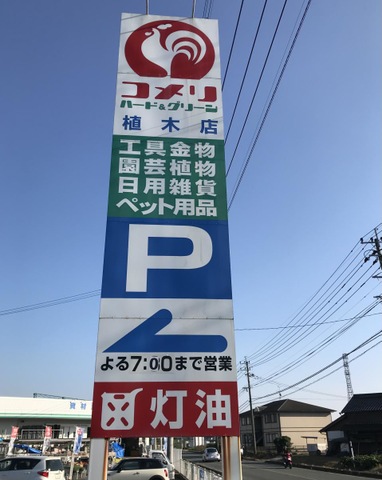 コメリ
ハード&グリーン
植木店
工具金物
園芸植物
日用雑貨
ペット用品
P
よる7:00まで営業
灯油
資材